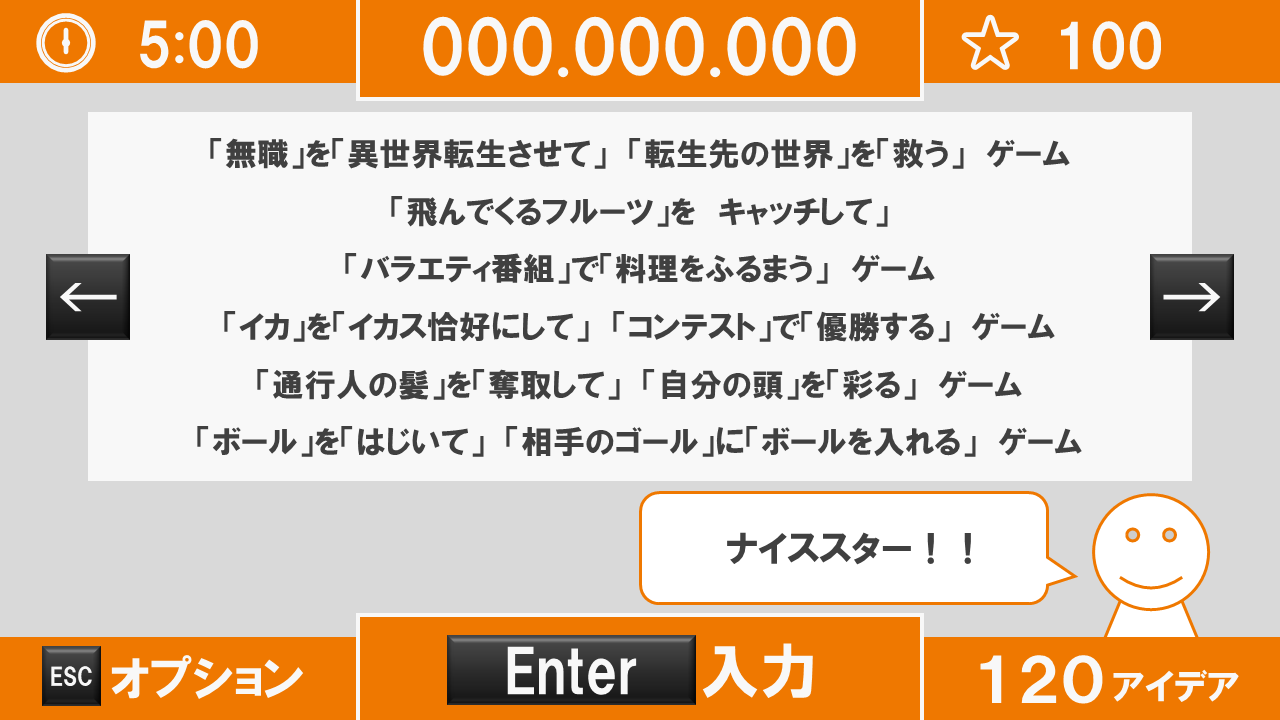 5:00
000.000.000
☆ 100
「無職」を「異世界転生させて」 「転生先の世界」を「救う」 ゲーム
「飛んでくるフルーツ」を キャッチして」
「バラエティ番組」で「料理をふるまう」 ゲーム
←
→
「イカ」を「イカス恰好にして」 「コンテスト」で「優勝する」 ゲーム
「通行人の髪」を「奪取して」 「自分の頭」を「彩る」 ゲーム
「ボール」を「はじいて」 「相手のゴール」に「ボールを入れる」 ゲーム
ナイススター！！
ESC オプション
Enter 入力
120アイデア